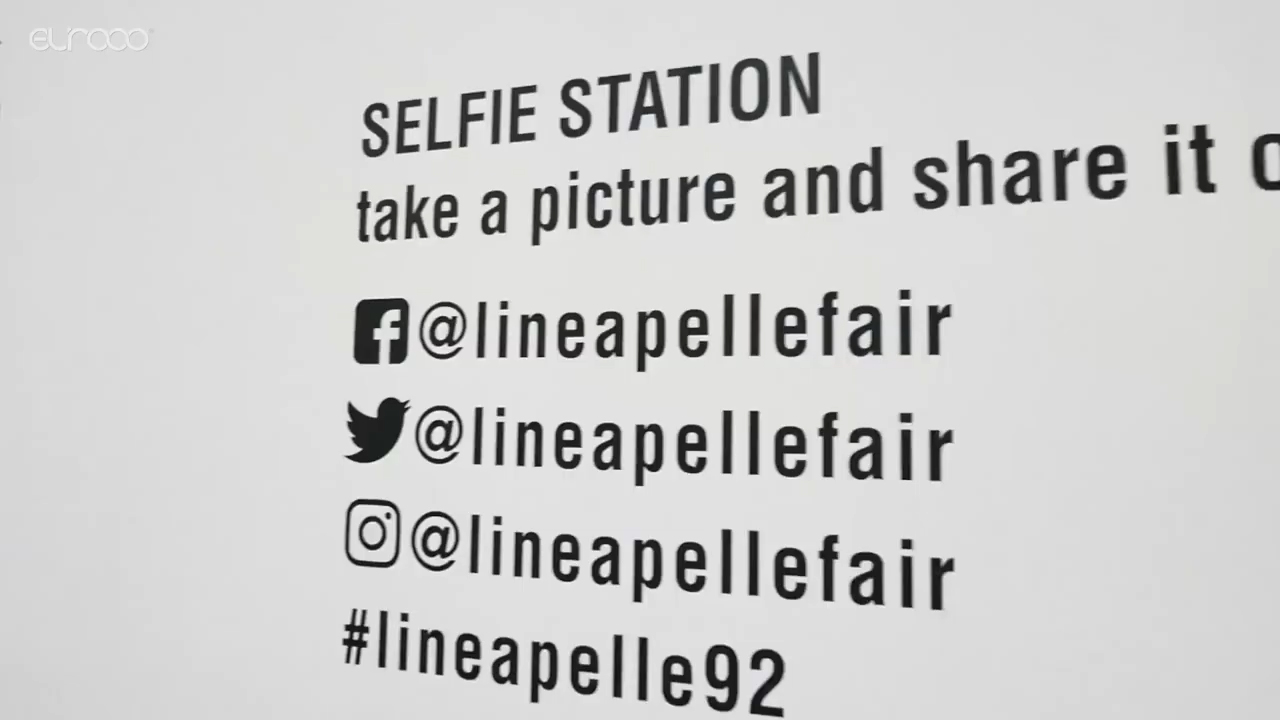 SELFIE STATION
take a picture and share it
@lineapellefair
@lineapellefair
@lineapellefair
#lineapelle92